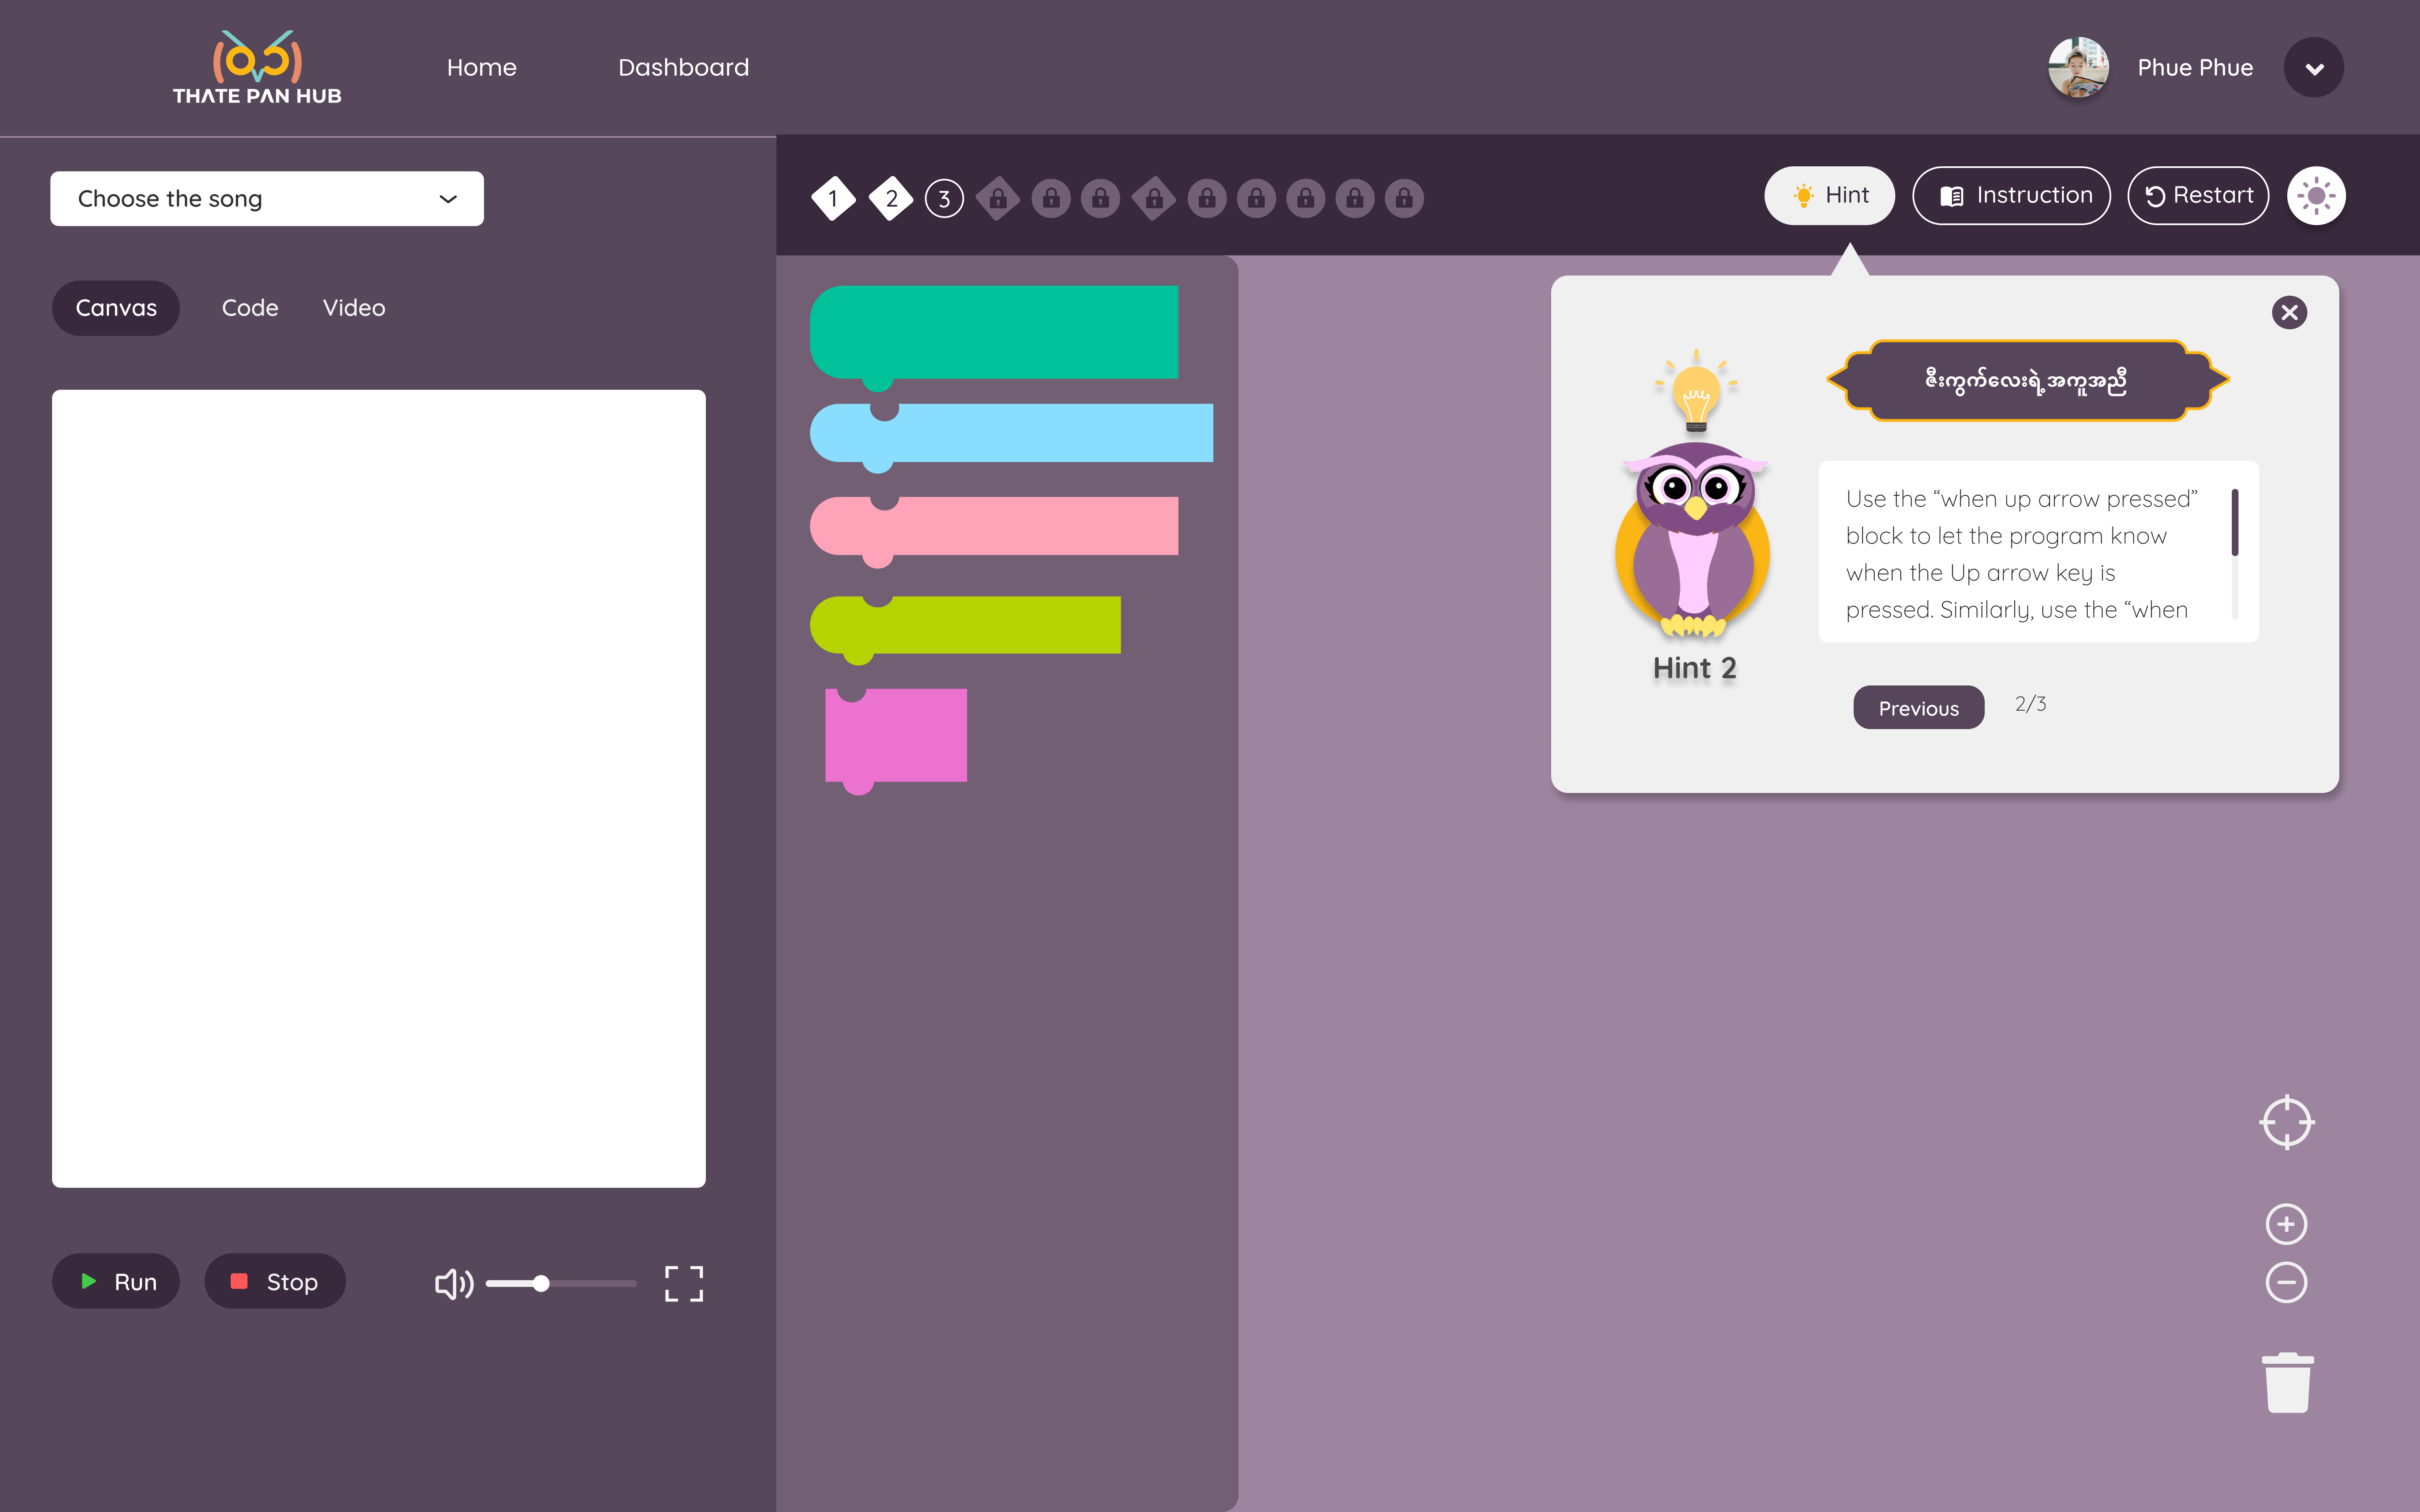 THATE PAN HUB
Home
Dashboard
Phue Phue
Choose the song
1
2
3
Hint
Instruction
Restart
Canvas
Code
Video
ဇီးကွက်လေးရဲ့အကူအညီ
Use the “when up arrow pressed”
block to let the program know
when the Up arrow key is
pressed. Similarly, use the “when
Hint 2
Previous
2/3
Run
Stop